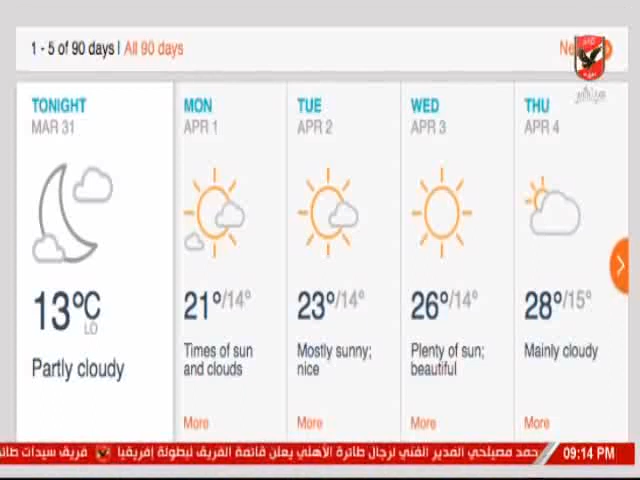 1 - 5 of 90 days | All 90 days
TONIGHT
MAR 31
13°C
LO
Partly cloudy
MON
APR 1
21°/14°
Times of sun
and clouds
More
TUE
APR 2
23°/14°
Mostly sunny;
nice
More
WED
APR 3
26°/14°
Plenty of sun;
beautiful
More
THU
APR 4
28°/15°
Mainly cloudy
More
حمد مصيلحي المدير الفني لرجال طائرة الأهلي يعلن قائمة الفريق لبطولة إفريقيا فريق سيدات طائ
09:14 PM